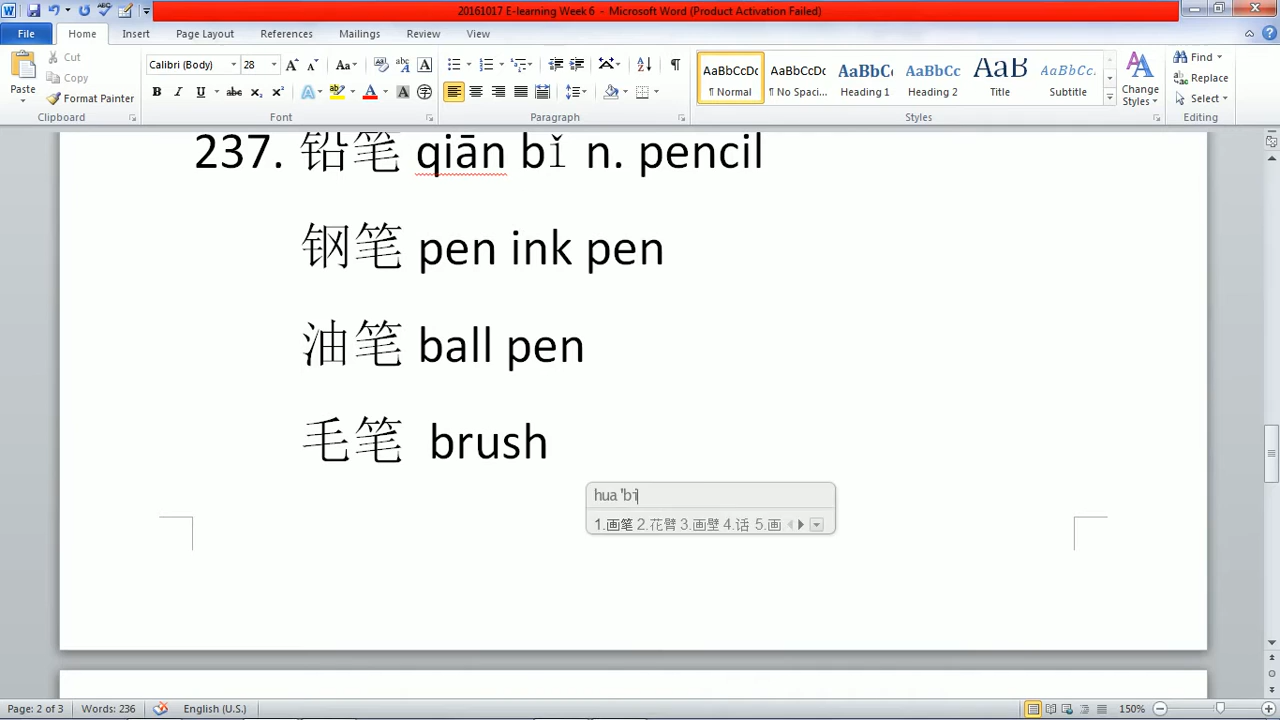 20161017 E-learning Week 6 - Microsoft Word (Product Activation Failed)
File Home Insert Page Layout References Mailings Review View
Cut
Copy
Format Painter
Paste
Clipboard
Calibri (Body) 28
Font
Paragraph
AaBbCcDc AaBbCcDc AaBbCc AaBbCc AaB AaBbCcDc
¶ Normal ¶ No Spaci... Heading 1 Heading 2 Title Subtitle
Change Styles
Styles
Find
Replace
Select
Editing
237. 铅笔 qiān bǐ n. pencil
钢笔 pen ink pen
油笔 ball pen
毛笔 brush
hua'bi
1.画笔 2.花臂 3.画壁 4.话 5.画
Page: 2 of 3 Words: 236 English (U.S.) 150%